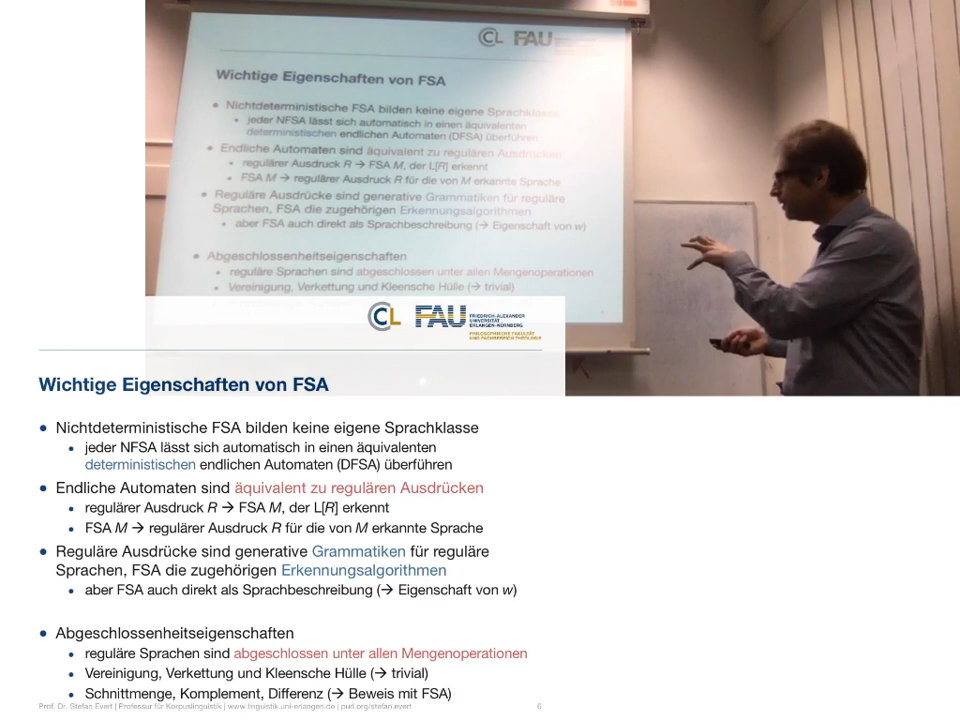 CL FAU
Wichtige Eigenschaften von FSA
• Nichtdeterministische FSA bilden keine eigene Sprachklasse
• jeder NFSA lässt sich automatisch in einen äquivalenten
deterministischen endlichen Automaten (DFSA) überführen
• Endliche Automaten sind äquivalent zu regulären Ausdrücken
• regulärer Ausdruck R → FSA M, der L[R] erkennt
• FSA M → regulärer Ausdruck R für die von M erkannte Sprache
• Reguläre Ausdrücke sind generative Grammatiken für reguläre
Sprachen, FSA die zugehörigen Erkennungsalgorithmen
• aber FSA auch direkt als Sprachbeschreibung (→ Eigenschaft von w)
• Abgeschlossenheitseigenschaften
• reguläre Sprachen sind abgeschlossen unter allen Mengenoperationen
• Vereinigung, Verkettung und Kleensche Hülle (→ trivial)
CL FAU FRIEDRICH-ALEXANDER
UNIVERSITÄT
ERLANGEN-NÜRNBERG
PHILOSOPHISCHE FAKULTÄT
UND FACHBEREICH THEOLOGIE
Wichtige Eigenschaften von FSA
• Nichtdeterministische FSA bilden keine eigene Sprachklasse
• jeder NFSA lässt sich automatisch in einen äquivalenten
deterministischen endlichen Automaten (DFSA) überführen
• Endliche Automaten sind äquivalent zu regulären Ausdrücken
• regulärer Ausdruck R → FSA M, der L[R] erkennt
• FSA M → regulärer Ausdruck R für die von M erkannte Sprache
• Reguläre Ausdrücke sind generative Grammatiken für reguläre
Sprachen, FSA die zugehörigen Erkennungsalgorithmen
• aber FSA auch direkt als Sprachbeschreibung (→ Eigenschaft von w)
• Abgeschlossenheitseigenschaften
• reguläre Sprachen sind abgeschlossen unter allen Mengenoperationen
• Vereinigung, Verkettung und Kleensche Hülle (→ trivial)
• Schnittmenge, Komplement, Differenz (→ Beweis mit FSA)
Prof. Dr. Stefan Evert | Professur für Korpuslinguistik | www.linguistik.uni-erlangen.de | purl.org/stefan.evert 6